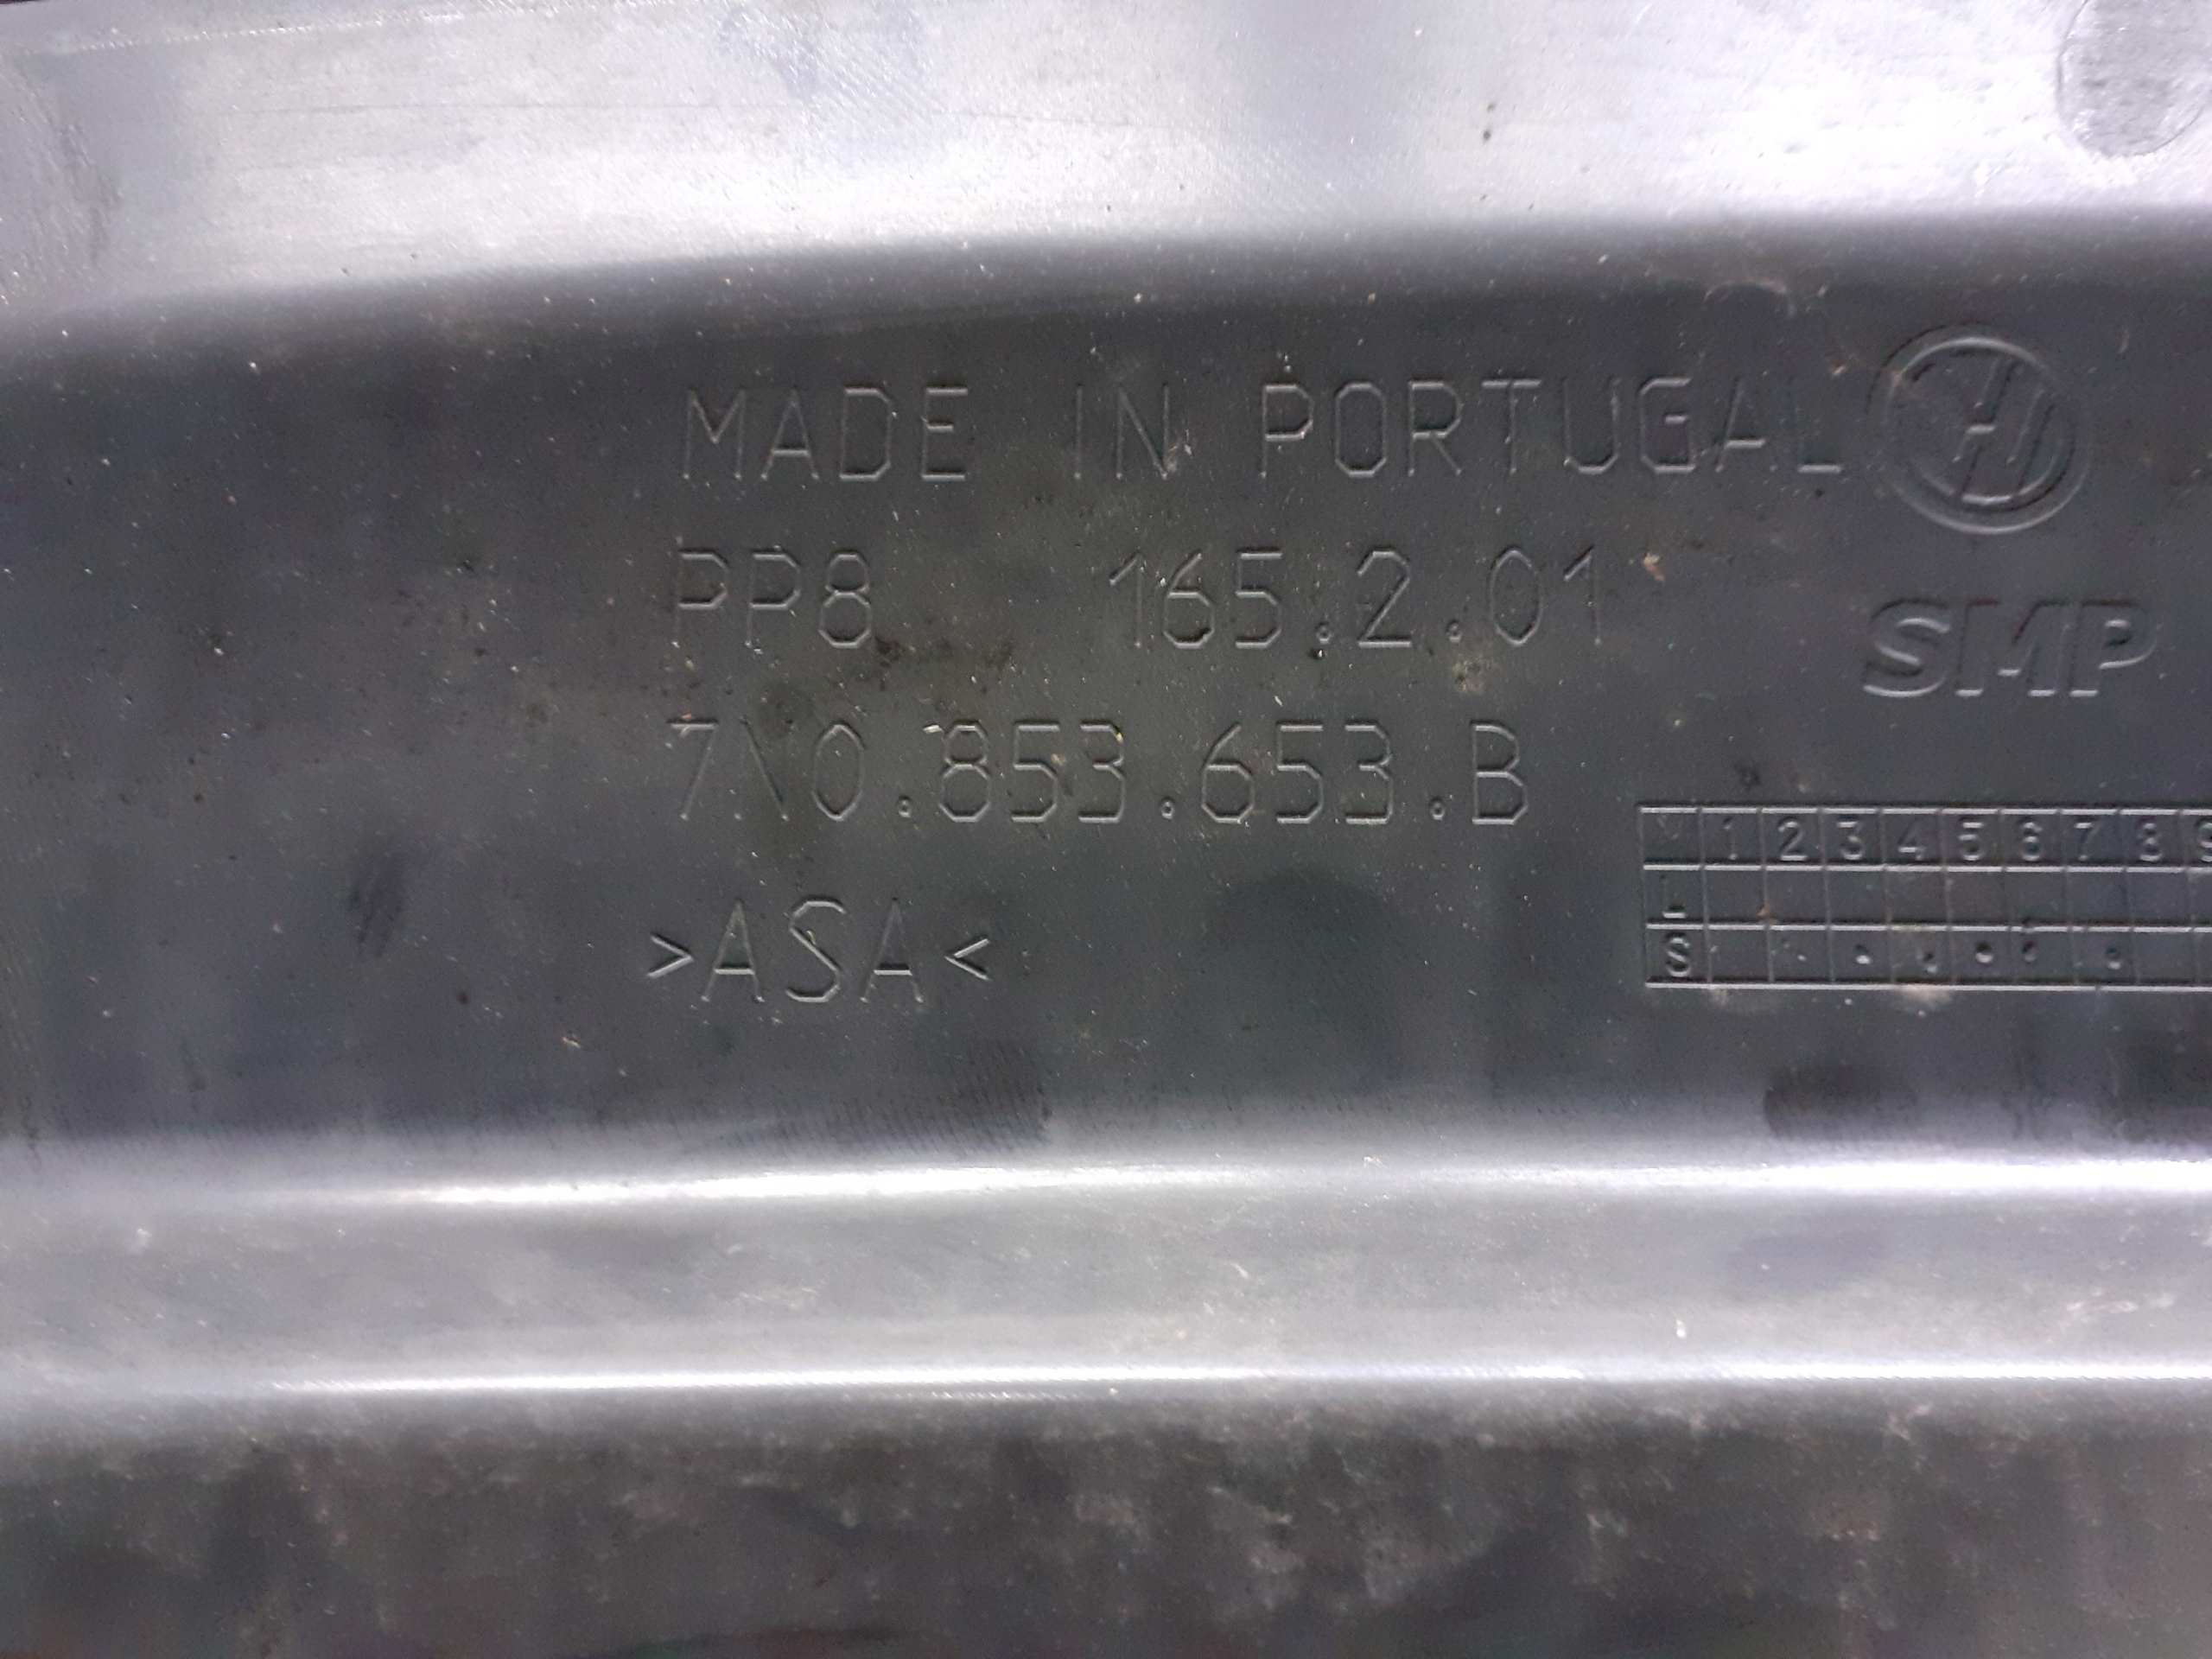 MADE IN PORTUGAL
PP8 165.2.01
SMP
7N0.853.653.B
1 2 3 4 5 6 7 8 9
L
S
>ASA<